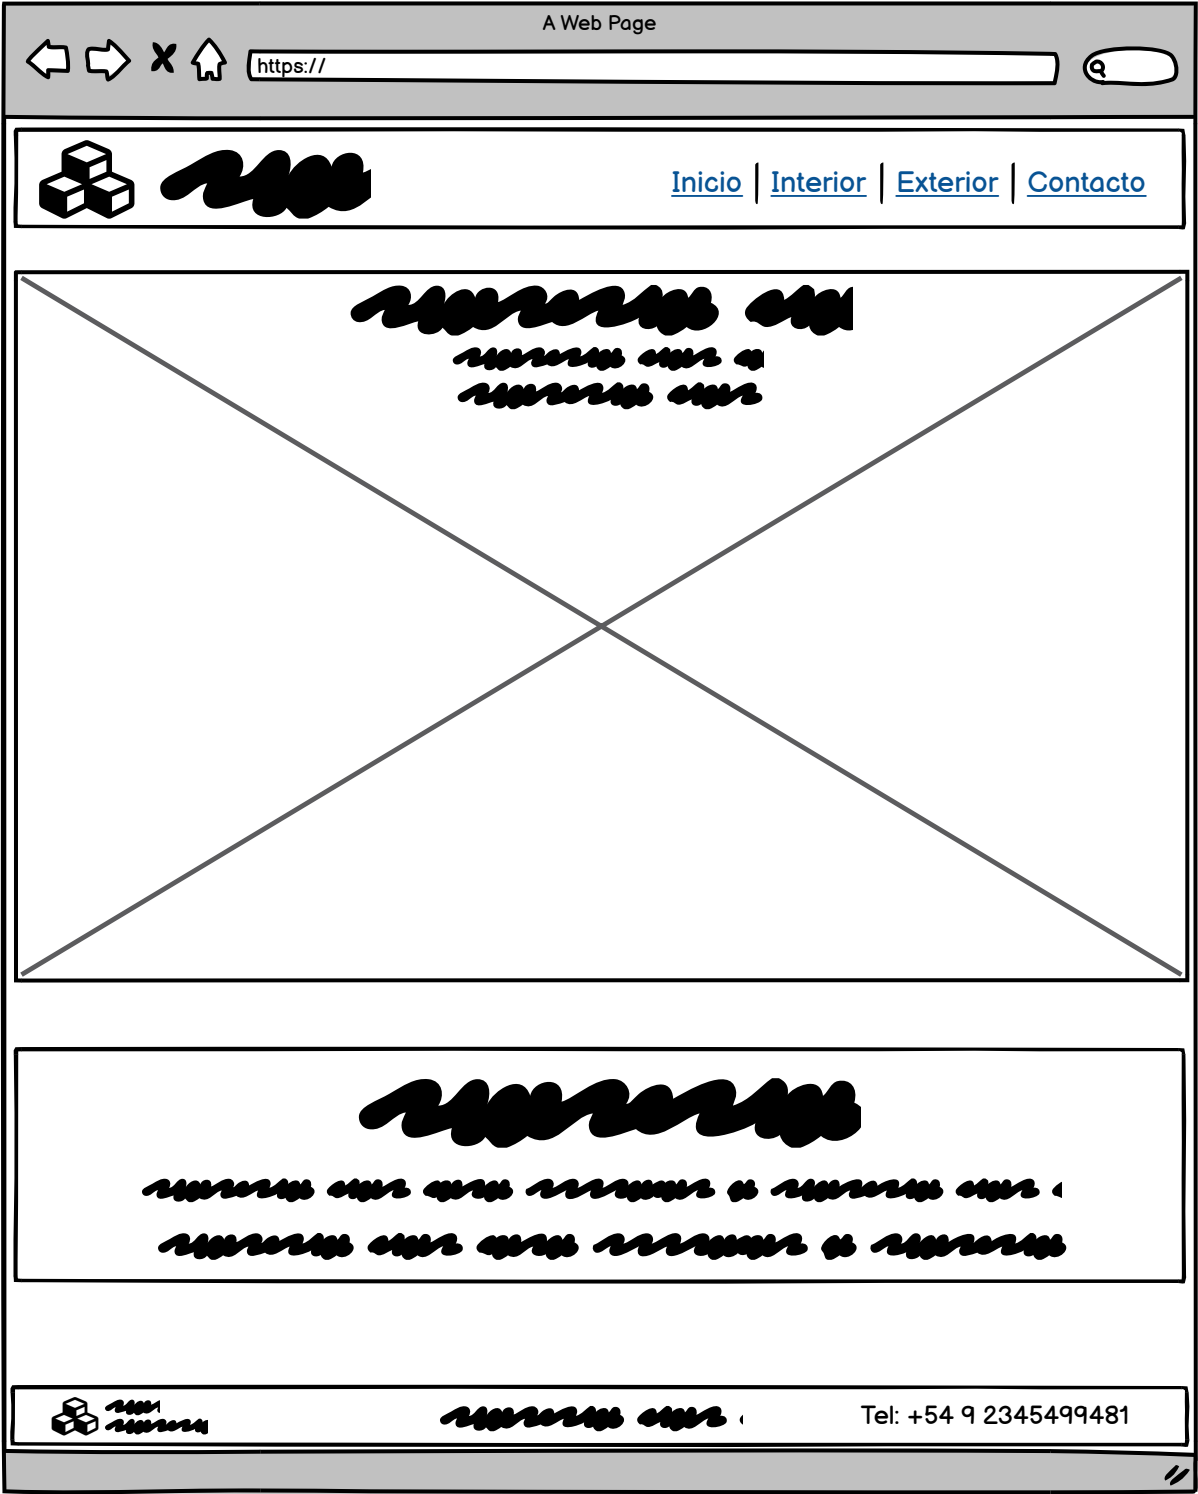 A Web Page
https://
Inicio | Interior | Exterior | Contacto
Tel: +54 9 2345499481